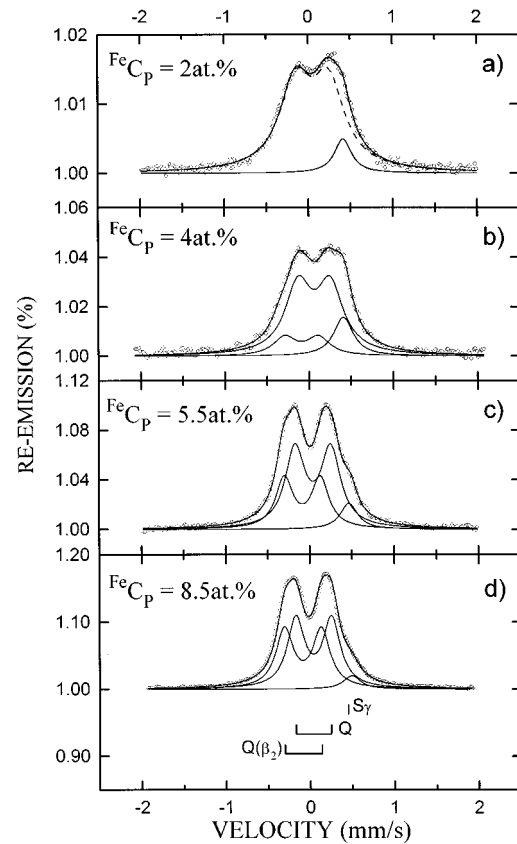 -2 -1 0 1 2
1.02
FeCP = 2at.%
a)
1.01
1.00
1.06
FeCP = 4at.%
b)
1.04
1.02
1.00
1.12
FeCP = 5.5at.%
c)
1.08
1.04
1.00
1.20
FeCP = 8.5at.%
d)
1.10
1.00
0.90
Sγ
Q
Q(β2)
RE-EMISSION (%)
-2 -1 0 1 2
VELOCITY (mm/s)